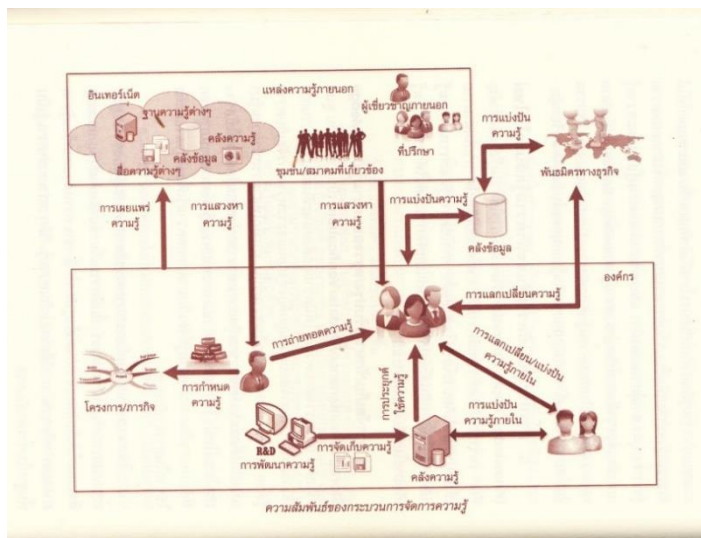 อินเทอร์เน็ต
ฐานความรู้ต่างๆ
คลังความรู้
คลังข้อมูล
สื่อความรู้ต่างๆ
แหล่งความรู้ภายนอก
ผู้เชี่ยวชาญภายนอก
ที่ปรึกษา
ชุมชน/สมาคมที่เกี่ยวข้อง
การแบ่งปัน
ความรู้
พันธมิตรทางธุรกิจ
การเผยแพร่
ความรู้
การแสวงหา
ความรู้
การแสวงหา
ความรู้
การแบ่งปันความรู้
คลังข้อมูล
องค์กร
การแลกเปลี่ยนความรู้
การถ่ายทอดความรู้
การแลกเปลี่ยน/แบ่งปัน
ความรู้ภายใน
โครงการ/ภารกิจ
การกำหนด
ความรู้
การประยุกต์
ใช้ความรู้
การแบ่งปัน
ความรู้ภายใน
R&D
การพัฒนาความรู้
การจัดเก็บความรู้
คลังความรู้
ความสัมพันธ์ของกระบวนการจัดการความรู้